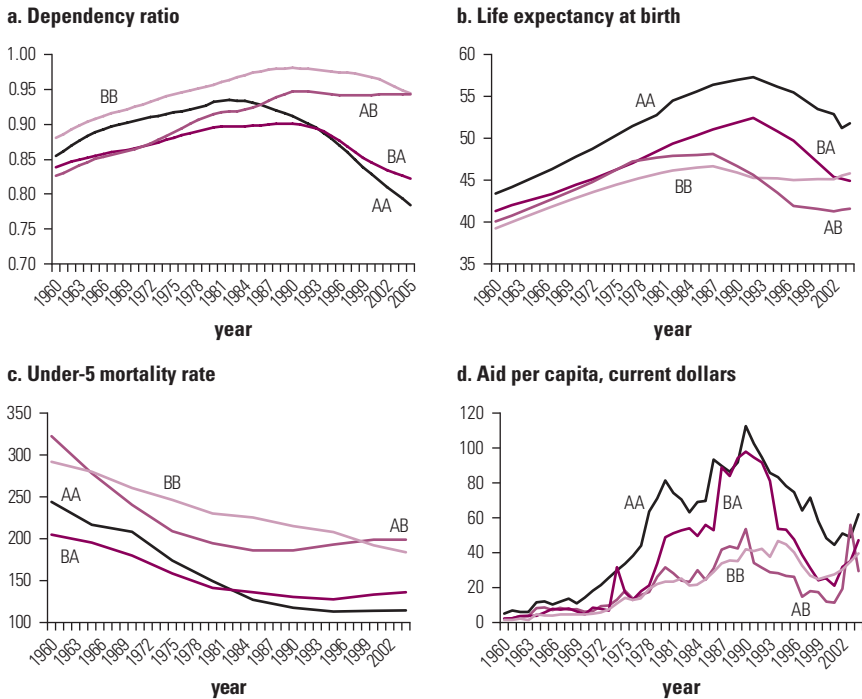 a. Dependency ratio
1.00
0.95
0.90
0.85
0.80
0.75
0.70
BB
AB
BA
AA
1960 1963 1966 1969 1972 1975 1978 1981 1984 1987 1990 1993 1996 1999 2002 2005
year
b. Life expectancy at birth
60
55
50
45
40
35
AA
BA
BB
AB
1960 1963 1966 1969 1972 1975 1978 1981 1984 1987 1990 1993 1996 1999 2002
year
c. Under-5 mortality rate
350
300
250
200
150
100
BB
AA
AB
BA
1960 1963 1966 1969 1972 1975 1978 1981 1984 1987 1990 1993 1996 1999 2002
year
d. Aid per capita, current dollars
120
100
80
60
40
20
0
AA
BA
BB
AB
1960 1963 1966 1969 1972 1975 1978 1981 1984 1987 1990 1993 1996 1999 2002
year